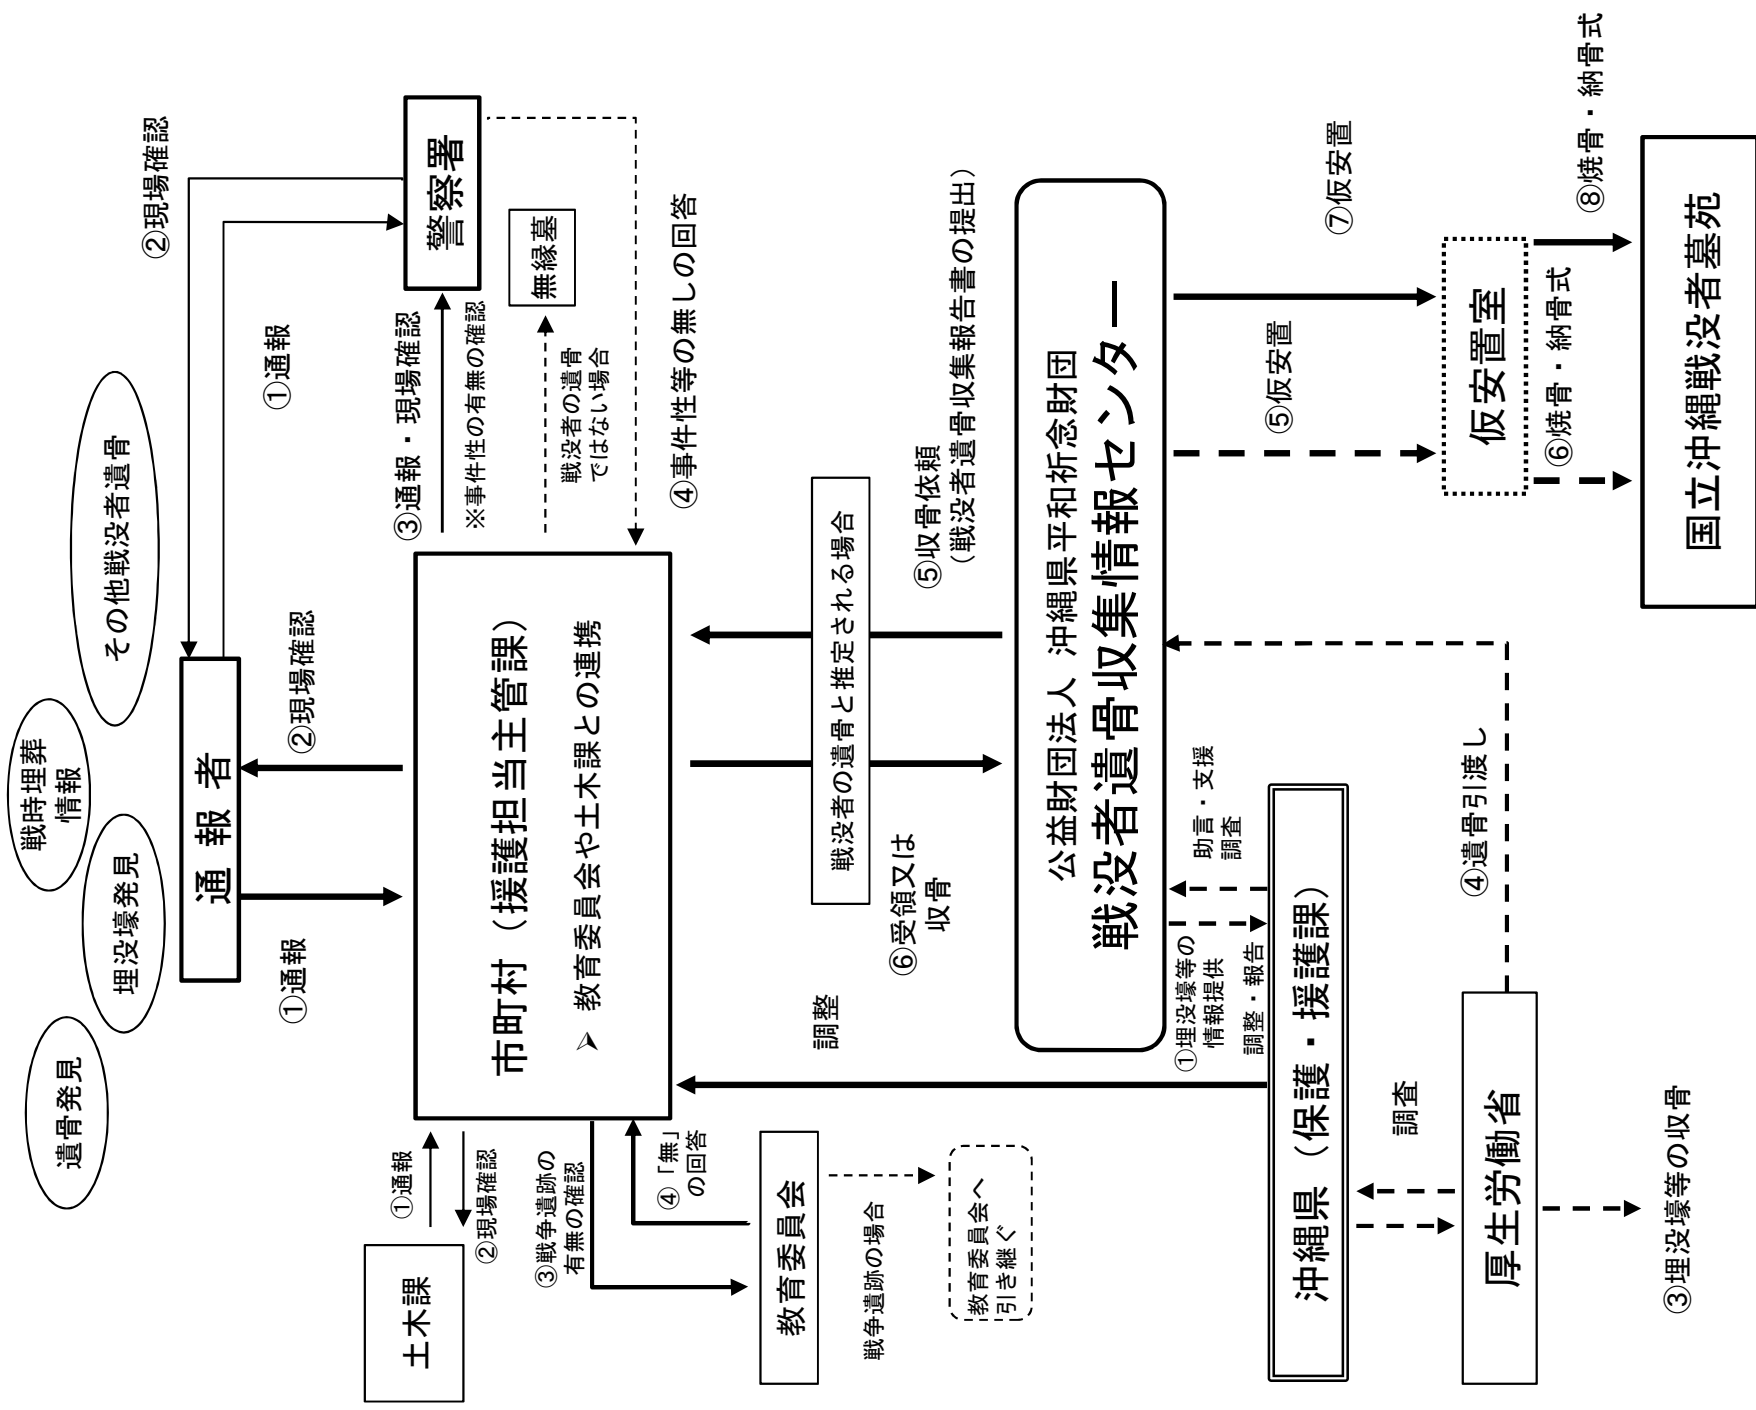 遺骨発見
埋没壕発見
戦時埋葬
情報
その他戦没者遺骨
通報者
①通報
②現場確認
①通報
②現場確認
土木課
①通報
②現場確認
市町村（援護担当主管課）
➢ 教育委員会や土木課との連携
③通報・現場確認
※事件性の有無の確認
警察署
戦没者の遺骨
ではない場合
無縁墓
④事件性等の無しの回答
③戦争遺跡の
有無の確認
④「無」
の回答
教育委員会
戦争遺跡の場合
教育委員会へ
引き継ぐ
調整
戦没者の遺骨と推定される場合
⑥受領又は
収骨
⑤収骨依頼
（戦没者遺骨収集報告書の提出）
公益財団法人 沖縄県平和祈念財団
戦没者遺骨収集情報センター
①埋没壕等の
情報提供
調整・報告
助言・支援
調査
沖縄県（保護・援護課）
調査
厚生労働省
③埋没壕等の収骨
④遺骨引渡し
⑤仮安置
⑦仮安置
仮安置室
⑥焼骨・納骨式
⑧焼骨・納骨式
国立沖縄戦没者墓苑